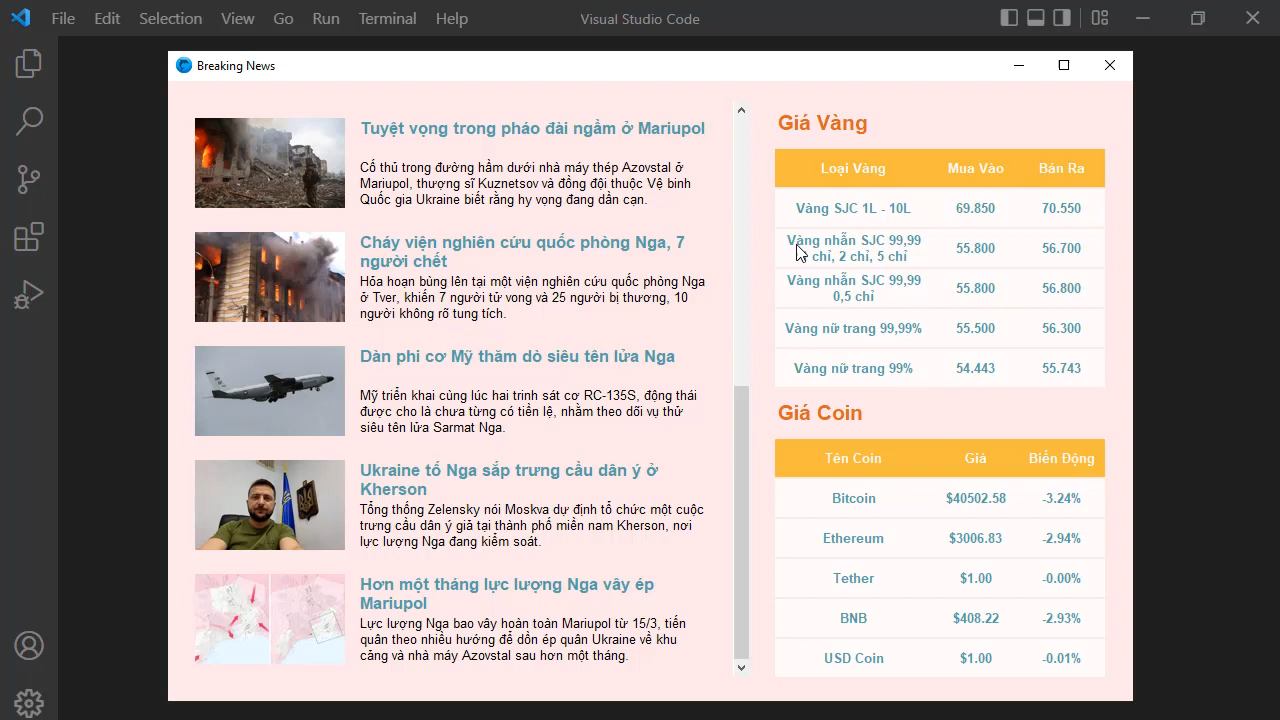 File Edit Selection View Go Run Terminal Help
Visual Studio Code
Breaking News
Tuyệt vọng trong pháo đài ngầm ở Mariupol
Cố thủ trong đường hầm dưới nhà máy thép Azovstal ở
Mariupol, thượng sĩ Kuznetsov và đồng đội thuộc Vệ binh
Quốc gia Ukraine biết rằng hy vọng đang dần cạn.
Cháy viện nghiên cứu quốc phòng Nga, 7
người chết
Hỏa hoạn bùng lên tại một viện nghiên cứu quốc phòng Nga
ở Tver, khiến 7 người tử vong và 25 người bị thương, 10
người không rõ tung tích.
Dàn phi cơ Mỹ thăm dò siêu tên lửa Nga
Mỹ triển khai cùng lúc hai trinh sát cơ RC-135S, động thái
được cho là chưa từng có tiền lệ, nhằm theo dõi vụ thử
siêu tên lửa Sarmat Nga.
Ukraine tố Nga sắp trưng cầu dân ý ở
Kherson
Tổng thống Zelensky nói Moskva dự định tổ chức một cuộc
trưng cầu dân ý giả tại thành phố miền nam Kherson, nơi
lực lượng Nga đang kiểm soát.
Hơn một tháng lực lượng Nga vây ép
Mariupol
Lực lượng Nga bao vây hoàn toàn Mariupol từ 15/3, tiến
quân theo nhiều hướng để dồn ép quân Ukraine về khu
cảng và nhà máy Azovstal sau hơn một tháng.
Giá Vàng
Loại Vàng Mua Vào Bán Ra
Vàng SJC 1L - 10L 69.850 70.550
Vàng nhẫn SJC 99,99
chỉ, 2 chỉ, 5 chỉ 55.800 56.700
Vàng nhẫn SJC 99,99
0,5 chỉ 55.800 56.800
Vàng nữ trang 99,99% 55.500 56.300
Vàng nữ trang 99% 54.443 55.743
Giá Coin
Tên Coin Giá Biến Động
Bitcoin $40502.58 -3.24%
Ethereum $3006.83 -2.94%
Tether $1.00 -0.00%
BNB $408.22 -2.93%
USD Coin $1.00 -0.01%